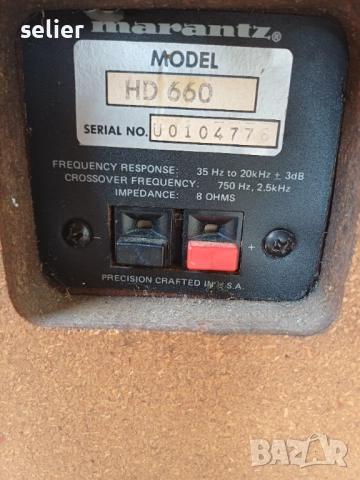 selier
marantz®
MODEL
HD 660
SERIAL NO. U0104776
FREQUENCY RESPONSE: 35 Hz to 20kHz ± 3dB
CROSSOVER FREQUENCY: 750 Hz, 2.5kHz
IMPEDANCE: 8 OHMS
- +
PRECISION CRAFTED IN U.S.A.
BAZAR